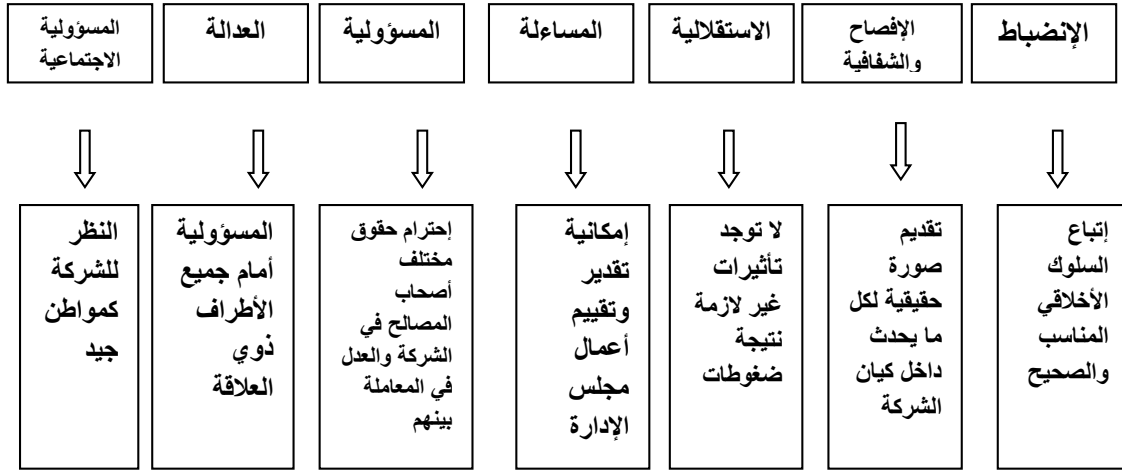 الإنضباط
الإفصاح
والشفافية
الاستقلالية
المساءلة
المسؤولية
العدالة
المسؤولية
الاجتماعية
إتباع
السلوك
الأخلاقي
المناسب
والصحيح
تقديم
صورة
حقيقية لكل
ما يحدث
داخل كيان
الشركة
لا توجد
تأثيرات
غير لازمة
نتيجة
ضغوطات
إمكانية
تقدير
وتقييم
أعمال
مجلس
الإدارة
إحترام حقوق
مختلف
أصحاب
المصالح في
الشركة والعدل
في المعاملة
بينهم
المسؤولية
أمام جميع
الأطراف
ذوي
العلاقة
النظر
للشركة
كمواطن
جيد